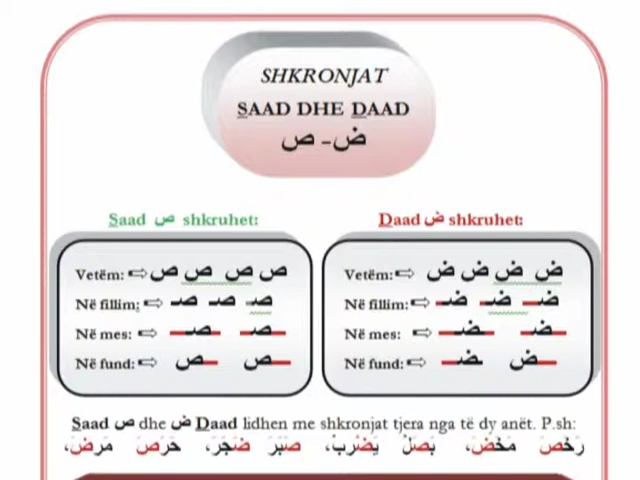 SHKRONJAT
SAAD DHE DAAD
ص - ض
Saad ص shkruhet:
Vetëm: ⇨ ص ص ص ص
Në fillim: ⇨ صـ صـ صـ
Në mes: ⇨ ـصـ ـصـ
Në fund: ⇨ ـص ـص
Daad ض shkruhet:
Vetëm: ⇨ ض ض ض ض
Në fillim: ⇨ ضـ ضـ ضـ
Në mes: ⇨ ـضـ ـضـ
Në fund: ⇨ ـضـ ـض
Saad ص dhe ض Daad lidhen me shkronjat tjera nga të dy anët. P.sh:
رَخُصَ مَخَضَ، بَصَلٌ يَضْرِبُ، صَبَرَ ضَجَرَ، حَرَصَ مَرِضَ،